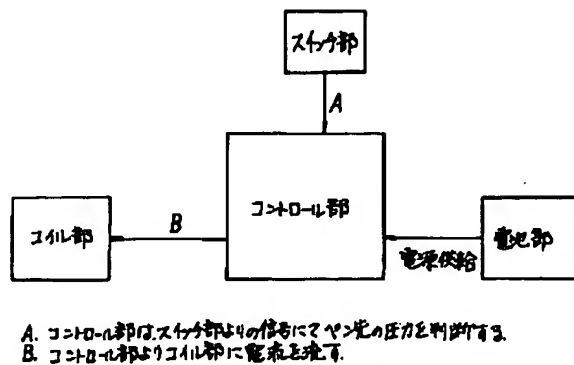 スイッチ部
A
コントロール部
コイル部
B
電源供給
電池部
A. コントロール部は、スイッチ部よりの信号にてペン先の圧力を判断する。
B. コントロール部よりコイル部に電流を流す.